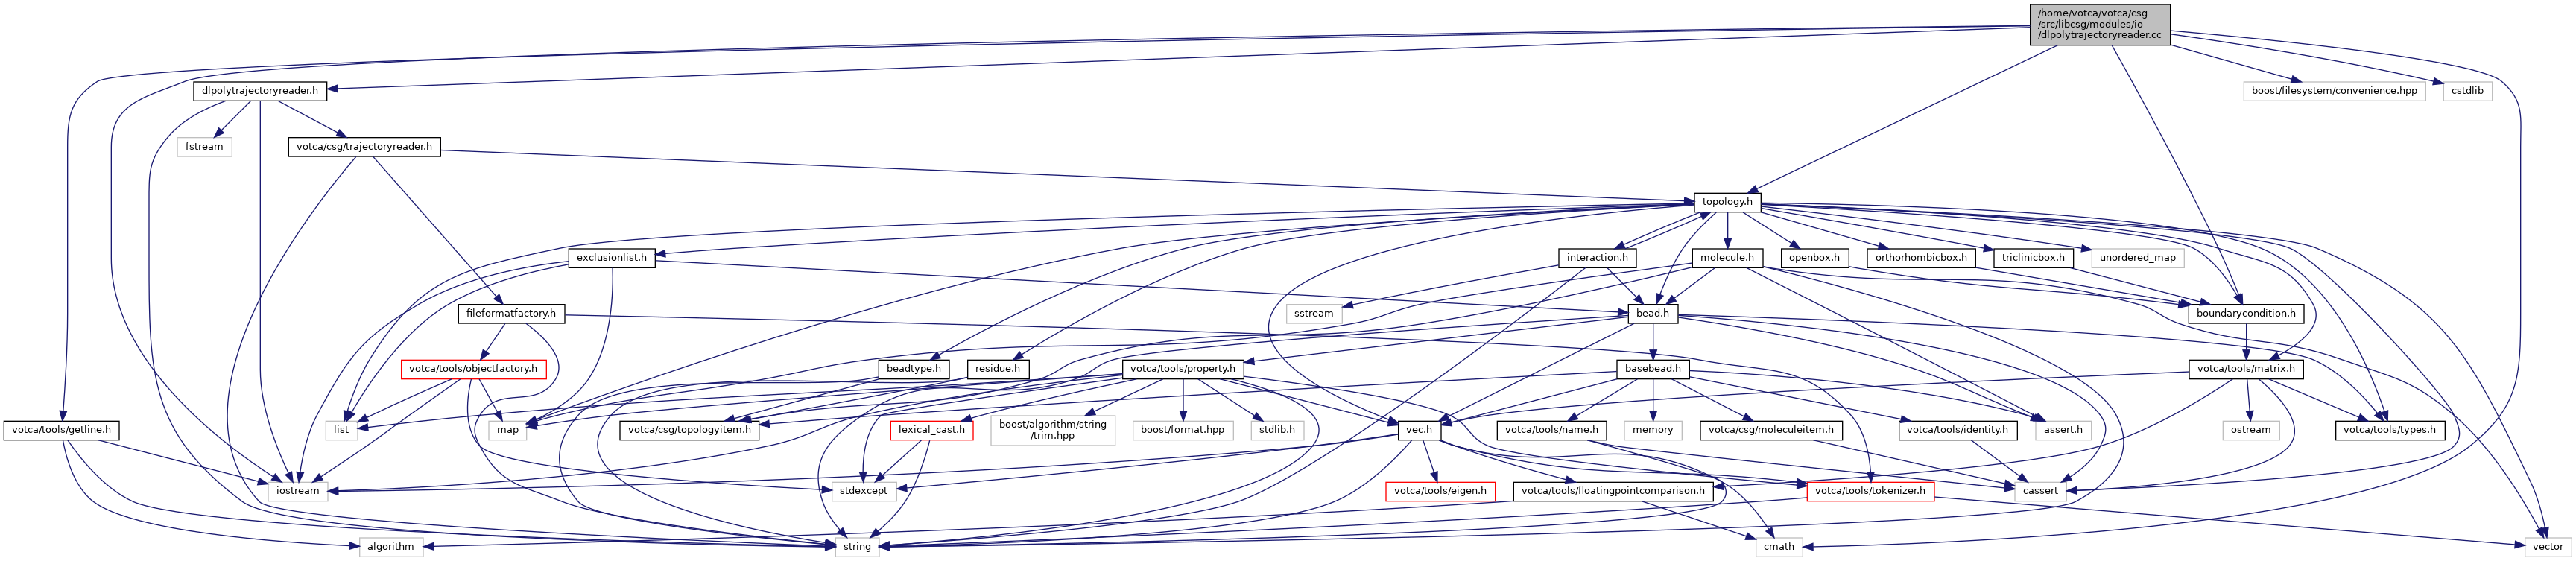 /home/votca/votca/csg
/src/libcsg/modules/io
/dlpolytrajectoryreader.cc
dlpolytrajectoryreader.h
boost/filesystem/convenience.hpp
cstdlib
fstream
votca/csg/trajectoryreader.h
topology.h
exclusionlist.h
interaction.h
molecule.h
openbox.h
orthorhombicbox.h
triclinicbox.h
unordered_map
fileformatfactory.h
sstream
bead.h
boundarycondition.h
votca/tools/objectfactory.h
beadtype.h
residue.h
votca/tools/property.h
basebead.h
votca/tools/matrix.h
votca/tools/getline.h
list
map
votca/csg/topologyitem.h
lexical_cast.h
boost/algorithm/string
/trim.hpp
boost/format.hpp
stdlib.h
vec.h
votca/tools/name.h
memory
votca/csg/moleculeitem.h
votca/tools/identity.h
assert.h
ostream
votca/tools/types.h
iostream
stdexcept
votca/tools/eigen.h
votca/tools/floatingpointcomparison.h
votca/tools/tokenizer.h
cassert
algorithm
string
cmath
vector